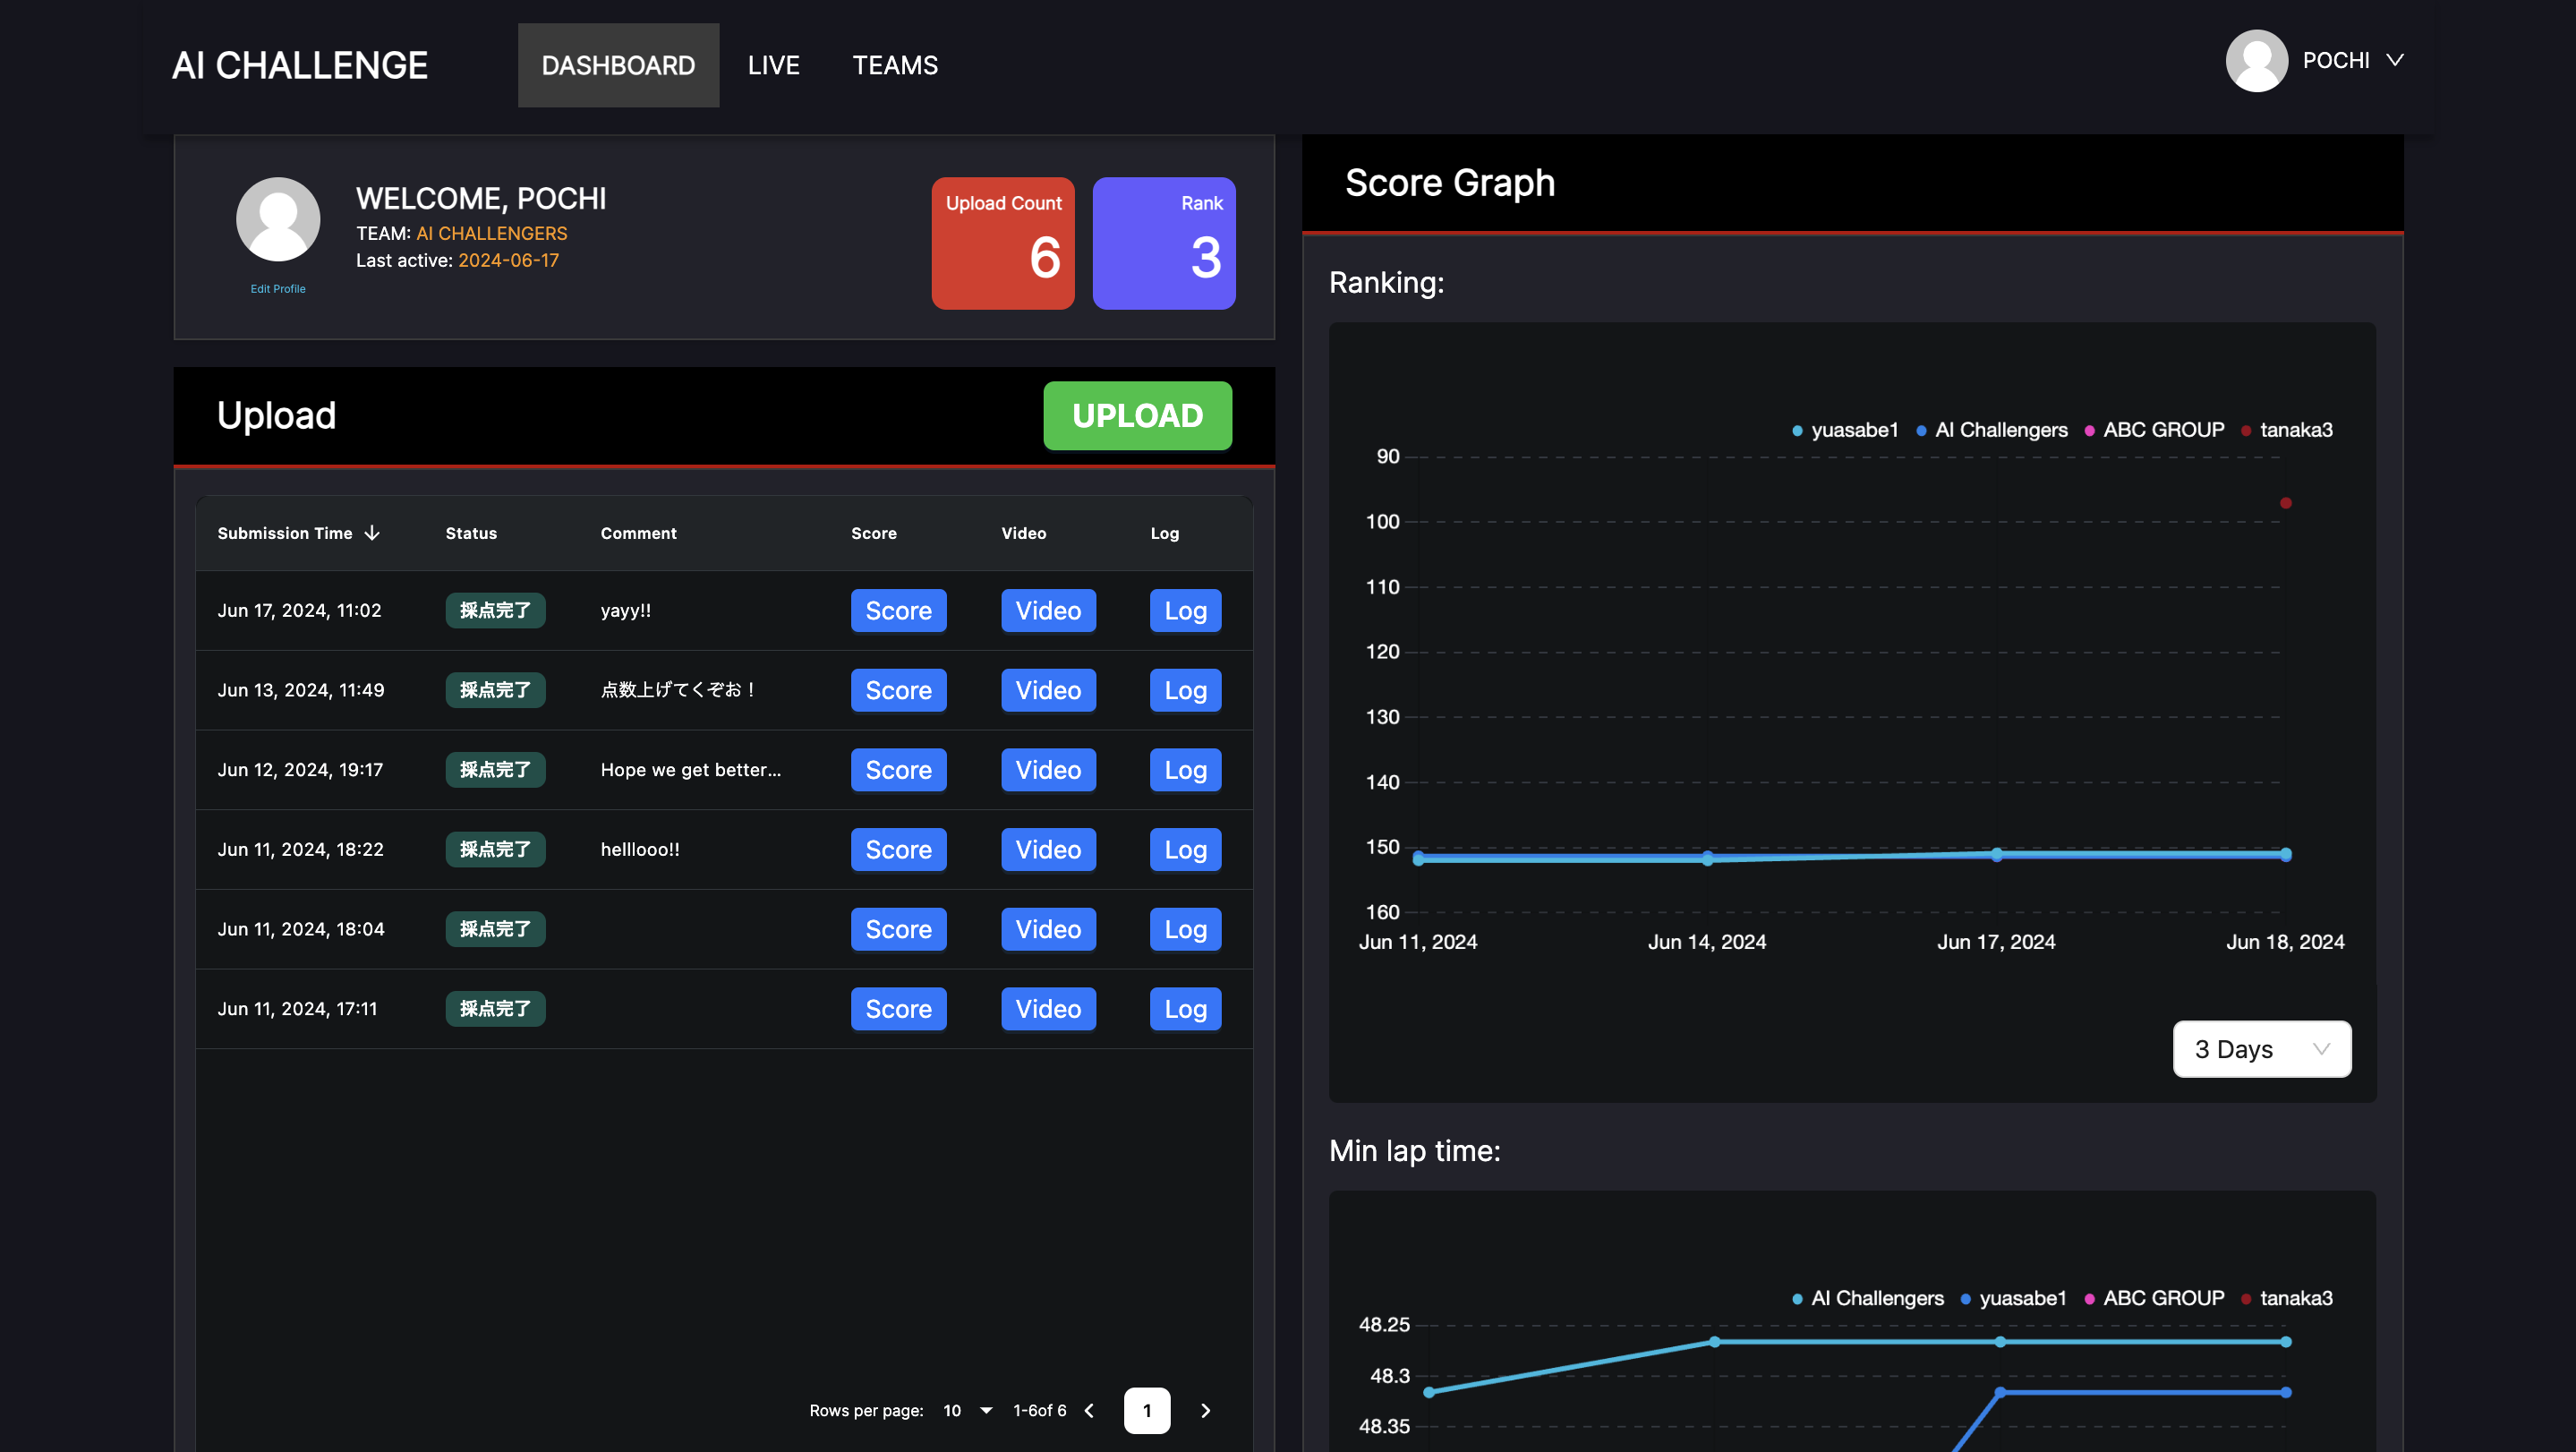 AI CHALLENGE
DASHBOARD
LIVE
TEAMS
POCHI
WELCOME, POCHI
TEAM: AI CHALLENGERS
Last active: 2024-06-17
Edit Profile
Upload Count
6
Rank
3
Upload
UPLOAD
Submission Time Status Comment Score Video Log
Jun 17, 2024, 11:02 採点完了 yayy!! Score Video Log
Jun 13, 2024, 11:49 採点完了 点数上げてくぞお！ Score Video Log
Jun 12, 2024, 19:17 採点完了 Hope we get better... Score Video Log
Jun 11, 2024, 18:22 採点完了 helllooo!! Score Video Log
Jun 11, 2024, 18:04 採点完了 Score Video Log
Jun 11, 2024, 17:11 採点完了 Score Video Log
Rows per page: 10 1-6of 6 1
Score Graph
Ranking:
yuasabe1 AI Challengers ABC GROUP tanaka3
90
100
110
120
130
140
150
160
Jun 11, 2024 Jun 14, 2024 Jun 17, 2024 Jun 18, 2024
3 Days
Min lap time:
AI Challengers yuasabe1 ABC GROUP tanaka3
48.25
48.3
48.35